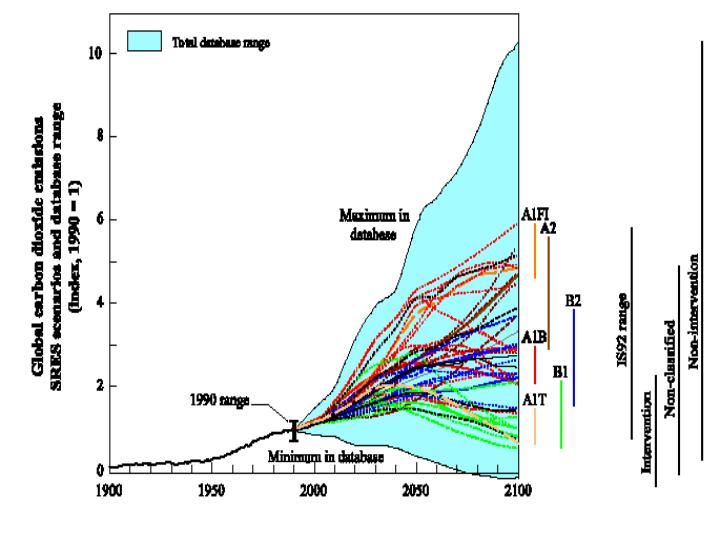 Total database range
10
8
6
4
2
0
Global carbon dioxide emissions
SRES scenarios and database range
(Index, 1990 = 1)
Maximum in
database
1990 range
Minimum in database
1900
1950
2000
2050
2100
A1FI
A2
B2
A1B
B1
A1T
IS92 range
Intervention
Non-classified
Non-intervention